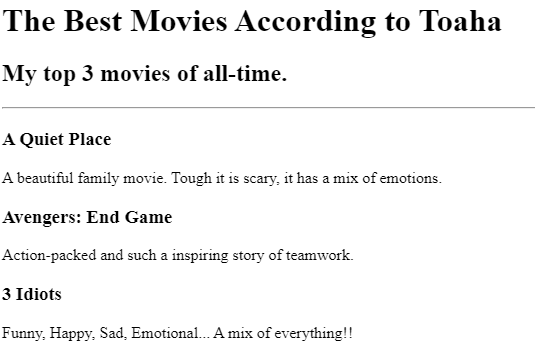 The Best Movies According to Toaha
My top 3 movies of all-time.
A Quiet Place
A beautiful family movie. Tough it is scary, it has a mix of emotions.
Avengers: End Game
Action-packed and such a inspiring story of teamwork.
3 Idiots
Funny, Happy, Sad, Emotional... A mix of everything!!